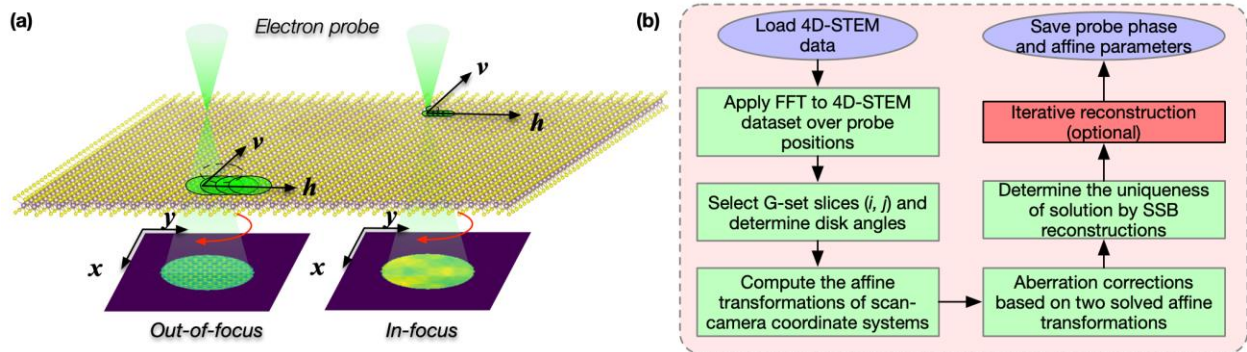 (a)
Electron probe
v
h
v
h
y
x
Out-of-focus
y
x
In-focus
(b)
Load 4D-STEM
data
Apply FFT to 4D-STEM
dataset over probe
positions
Select G-set slices (i, j) and
determine disk angles
Compute the affine
transformations of scan-
camera coordinate systems
Aberration corrections
based on two solved affine
transformations
Determine the uniqueness
of solution by SSB
reconstructions
Iterative reconstruction
(optional)
Save probe phase
and affine parameters